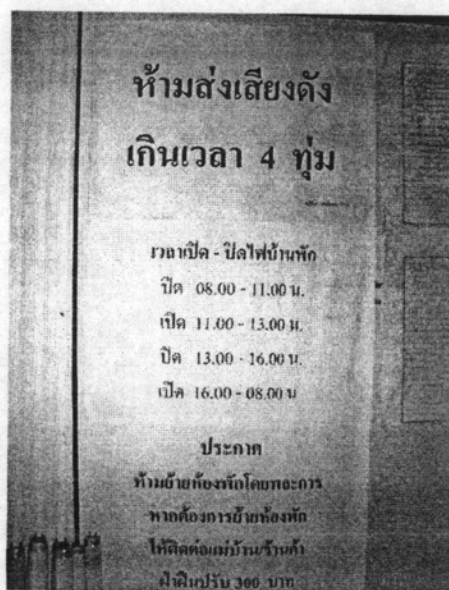 ห้ามส่งเสียงดัง
เกินเวลา 4 ทุ่ม
เวลาเปิด - ปิดไฟบ้านพัก
ปิด 08.00 - 11.00 น.
เปิด 11.00 - 13.00 น.
ปิด 13.00 - 16.00 น.
เปิด 16.00 - 08.00 น
ประกาศ
ห้ามย้ายห้องพักโดยพละการ
หากต้องการย้ายห้องพัก
ให้ติดต่อแม่บ้าน/ร้านค้า
ฝ่าฝืนปรับ 300 บาท